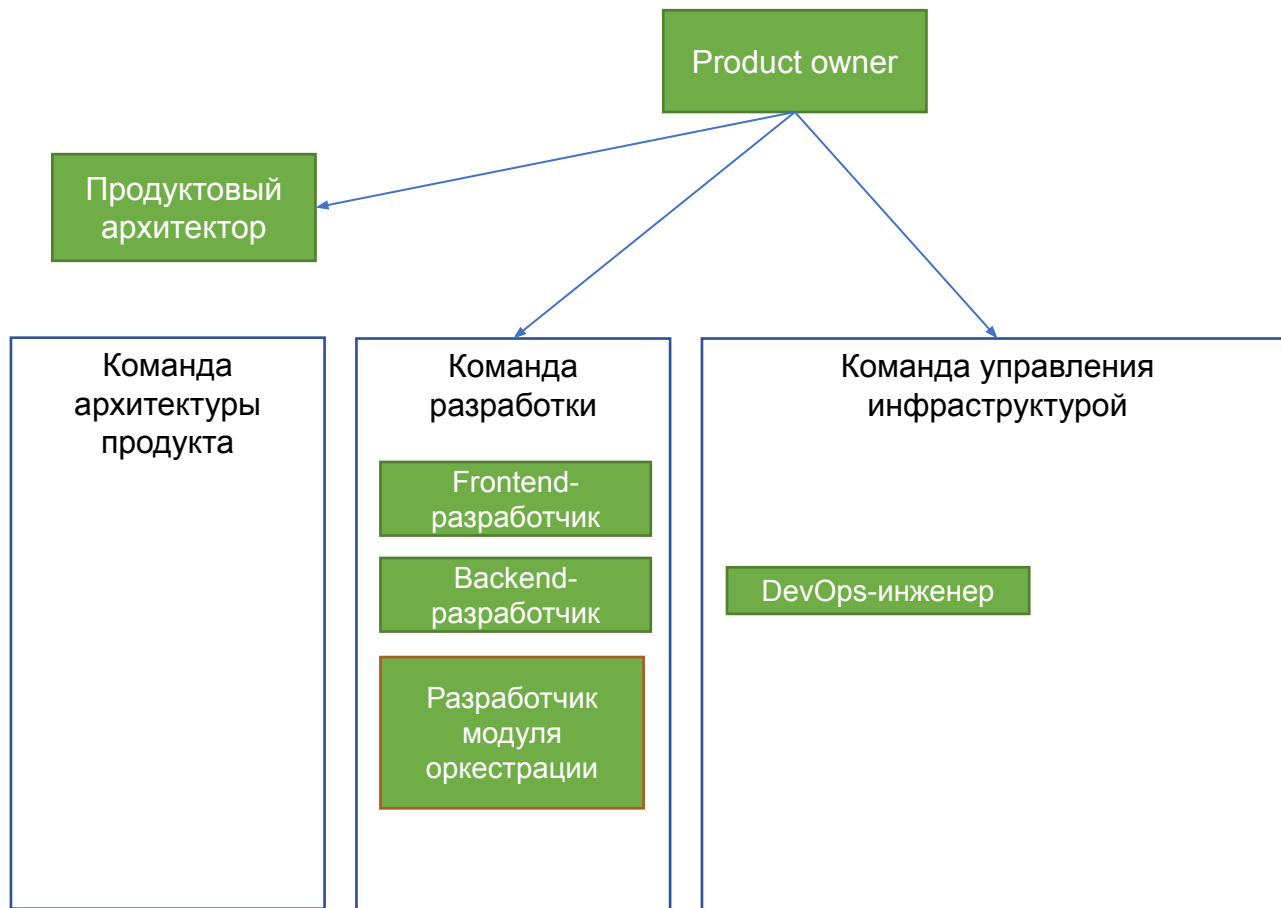 Product owner
Продуктовый
архитектор
Команда
архитектуры
продукта
Команда
разработки
Frontend-
разработчик
Backend-
разработчик
Разработчик
модуля
оркестрации
Команда управления
инфраструктурой
DevOps-инженер